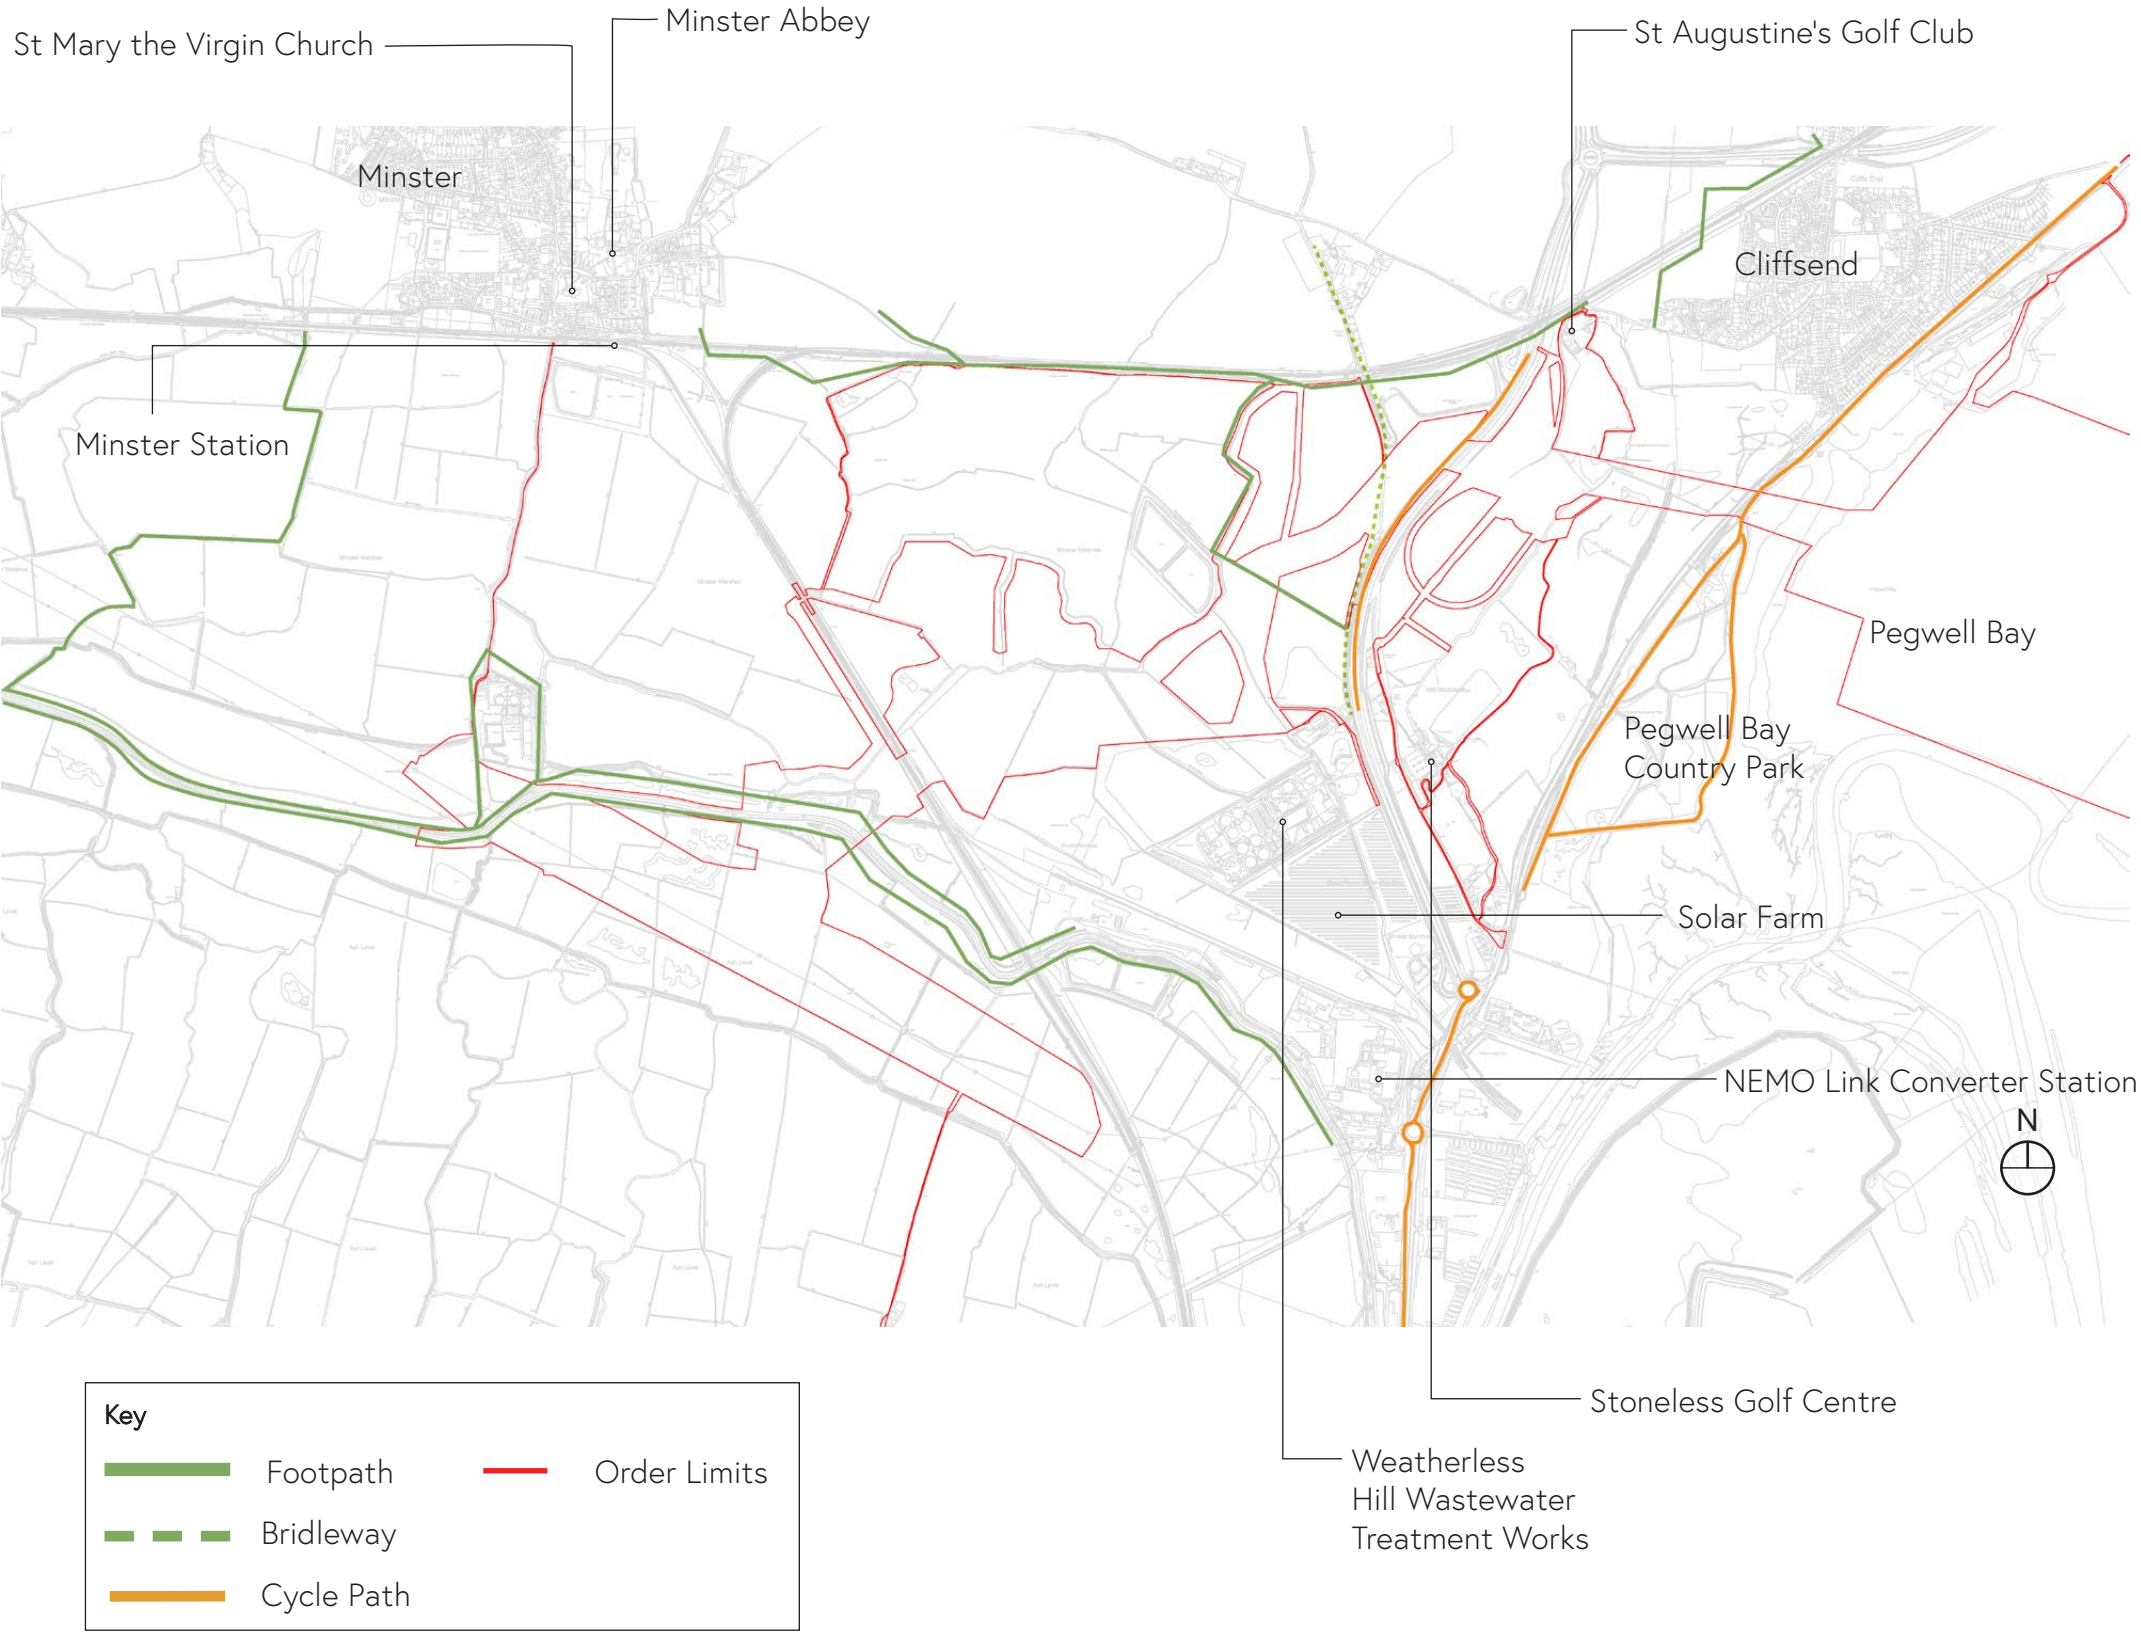 Minster Abbey
St Mary the Virgin Church
St Augustine's Golf Club
Minster
Cliffsend
Minster Station
Pegwell Bay
Pegwell Bay
Country Park
Solar Farm
NEMO Link Converter Station
N
Stoneless Golf Centre
Weatherless
Hill Wastewater
Treatment Works
Key
Footpath
Order Limits
Bridleway
Cycle Path